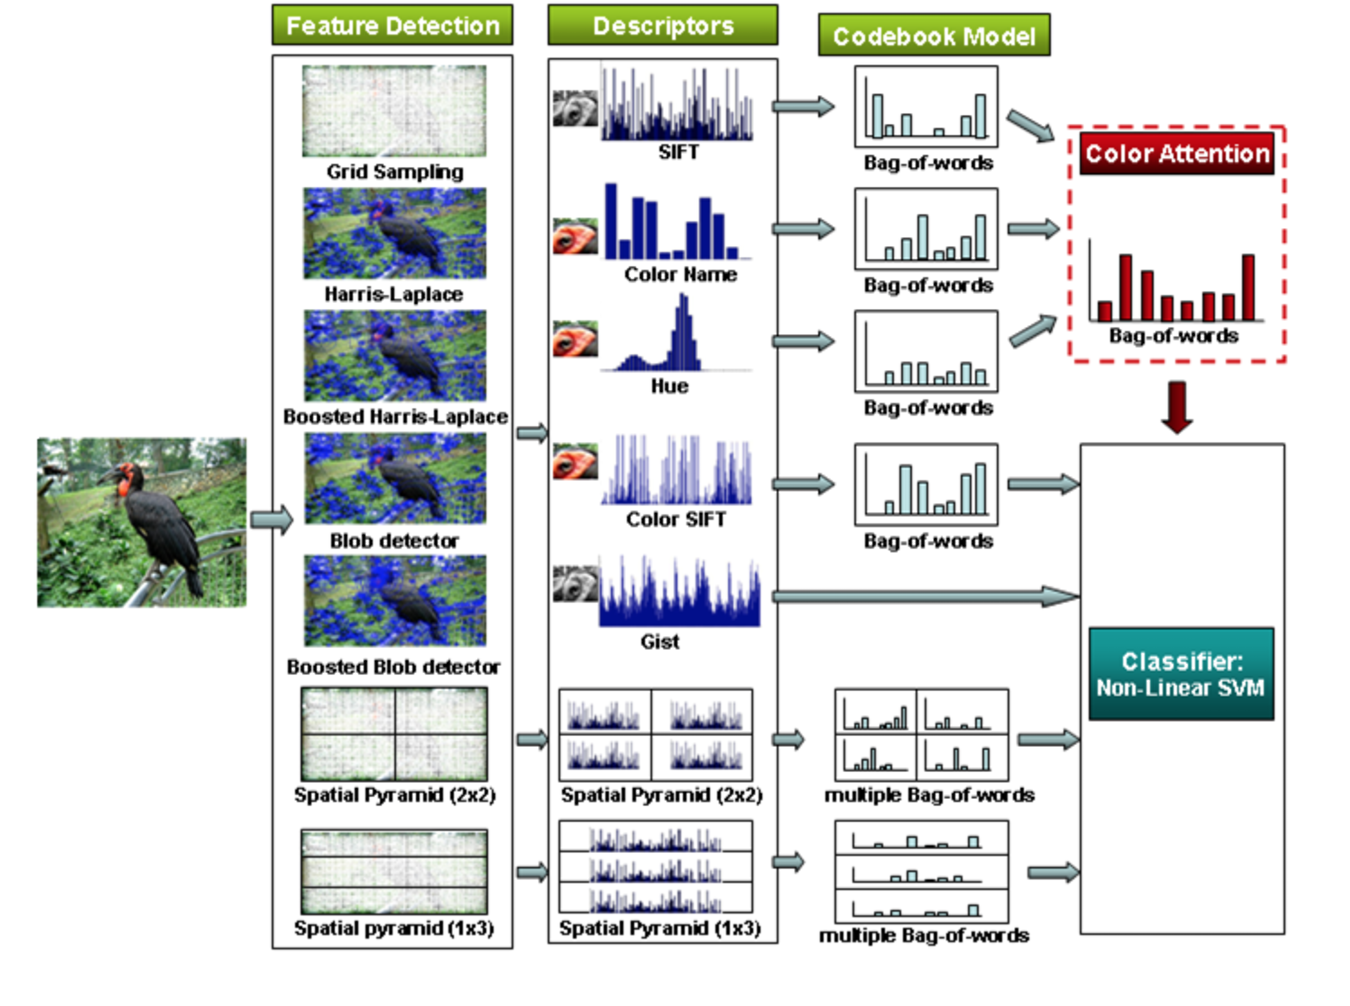 Feature Detection
Grid Sampling
Harris-Laplace
Boosted Harris-Laplace
Blob detector
Boosted Blob detector
Spatial Pyramid (2x2)
Spatial pyramid (1x3)
Descriptors
SIFT
Color Name
Hue
Color SIFT
Gist
Spatial Pyramid (2x2)
Spatial Pyramid (1x3)
Codebook Model
Bag-of-words
Bag-of-words
Bag-of-words
Bag-of-words
multiple Bag-of-words
multiple Bag-of-words
Color Attention
Bag-of-words
Classifier:
Non-Linear SVM